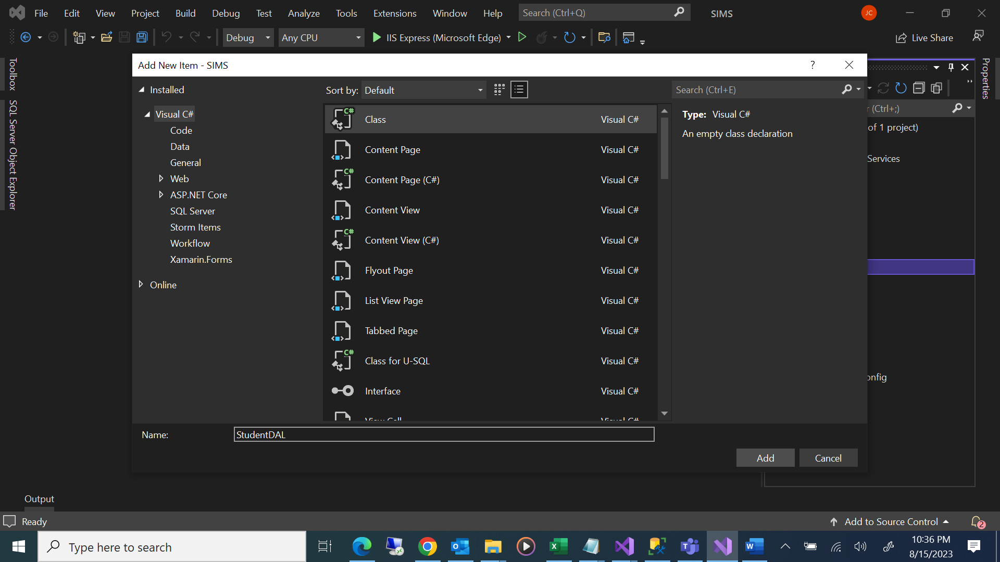 File Edit View Project Build Debug Test Analyze Tools Extensions Window Help Search (Ctrl+Q) SIMS JC
Debug Any CPU IIS Express (Microsoft Edge) Live Share
Toolbox
SQL Server Object Explorer
Add New Item - SIMS ?
Installed
Visual C#
Code
Data
General
Web
ASP.NET Core
SQL Server
Storm Items
Workflow
Xamarin.Forms
Online
Sort by: Default
Class Visual C#
Content Page Visual C#
Content Page (C#) Visual C#
Content View Visual C#
Content View (C#) Visual C#
Flyout Page Visual C#
List View Page Visual C#
Tabbed Page Visual C#
Class for U-SQL Visual C#
Interface Visual C#
View Cell Visual C#
Search (Ctrl+E)
Type: Visual C#
An empty class declaration
Name: StudentDAL
Add Cancel
Properties
r (Ctrl+;)
of 1 project)
Services
onfig
Output
Ready Add to Source Control 2
Type here to search
10:36 PM
8/15/2023